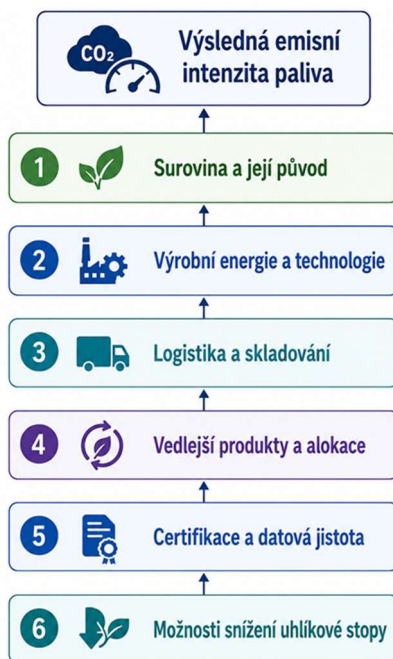 CO₂
Výsledná emisní
intenzita paliva
1 Surovina a její původ
2 Výrobní energie a technologie
3 Logistika a skladování
4 Vedlejší produkty a alokace
5 Certifikace a datová jistota
6 Možnosti snížení uhlíkové stopy